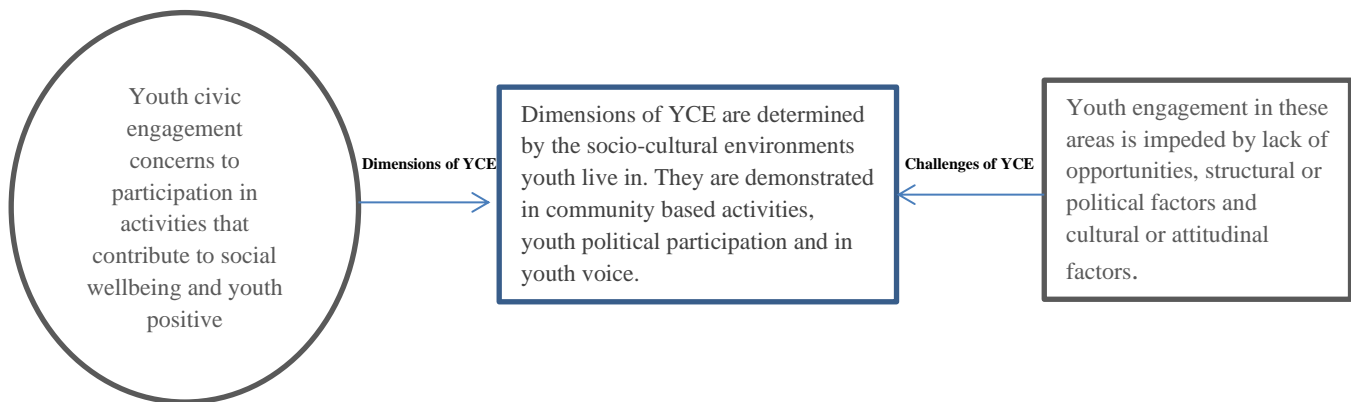 Youth civic
engagement
concerns to
participation in
activities that
contribute to social
wellbeing and youth
positive
Dimensions of YCE
Dimensions of YCE are determined
by the socio-cultural environments
youth live in. They are demonstrated
in community based activities,
youth political participation and in
youth voice.
Challenges of YCE
Youth engagement in these
areas is impeded by lack of
opportunities, structural or
political factors and
cultural or attitudinal
factors.